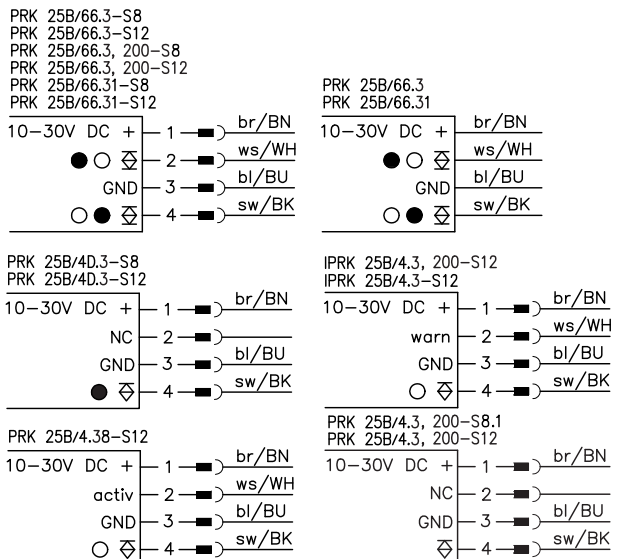 PRK 25B/66.3-S8
PRK 25B/66.3-S12
PRK 25B/66.3, 200-S8
PRK 25B/66.3, 200-S12
PRK 25B/66.31-S8
PRK 25B/66.31-S12
10-30V DC + 1 br/BN
2 ws/WH
GND 3 bl/BU
4 sw/BK
PRK 25B/66.3
PRK 25B/66.31
10-30V DC + br/BN
ws/WH
GND bl/BU
sw/BK
PRK 25B/4D.3-S8
PRK 25B/4D.3-S12
10-30V DC + 1 br/BN
NC 2
GND 3 bl/BU
4 sw/BK
IPRK 25B/4.3, 200-S12
IPRK 25B/4.3-S12
10-30V DC + 1 br/BN
warn 2 ws/WH
GND 3 bl/BU
4 sw/BK
PRK 25B/4.38-S12
10-30V DC + 1 br/BN
activ 2 ws/WH
GND 3 bl/BU
4 sw/BK
PRK 25B/4.3, 200-S8.1
PRK 25B/4.3, 200-S12
10-30V DC + 1 br/BN
NC 2
GND 3 bl/BU
4 sw/BK